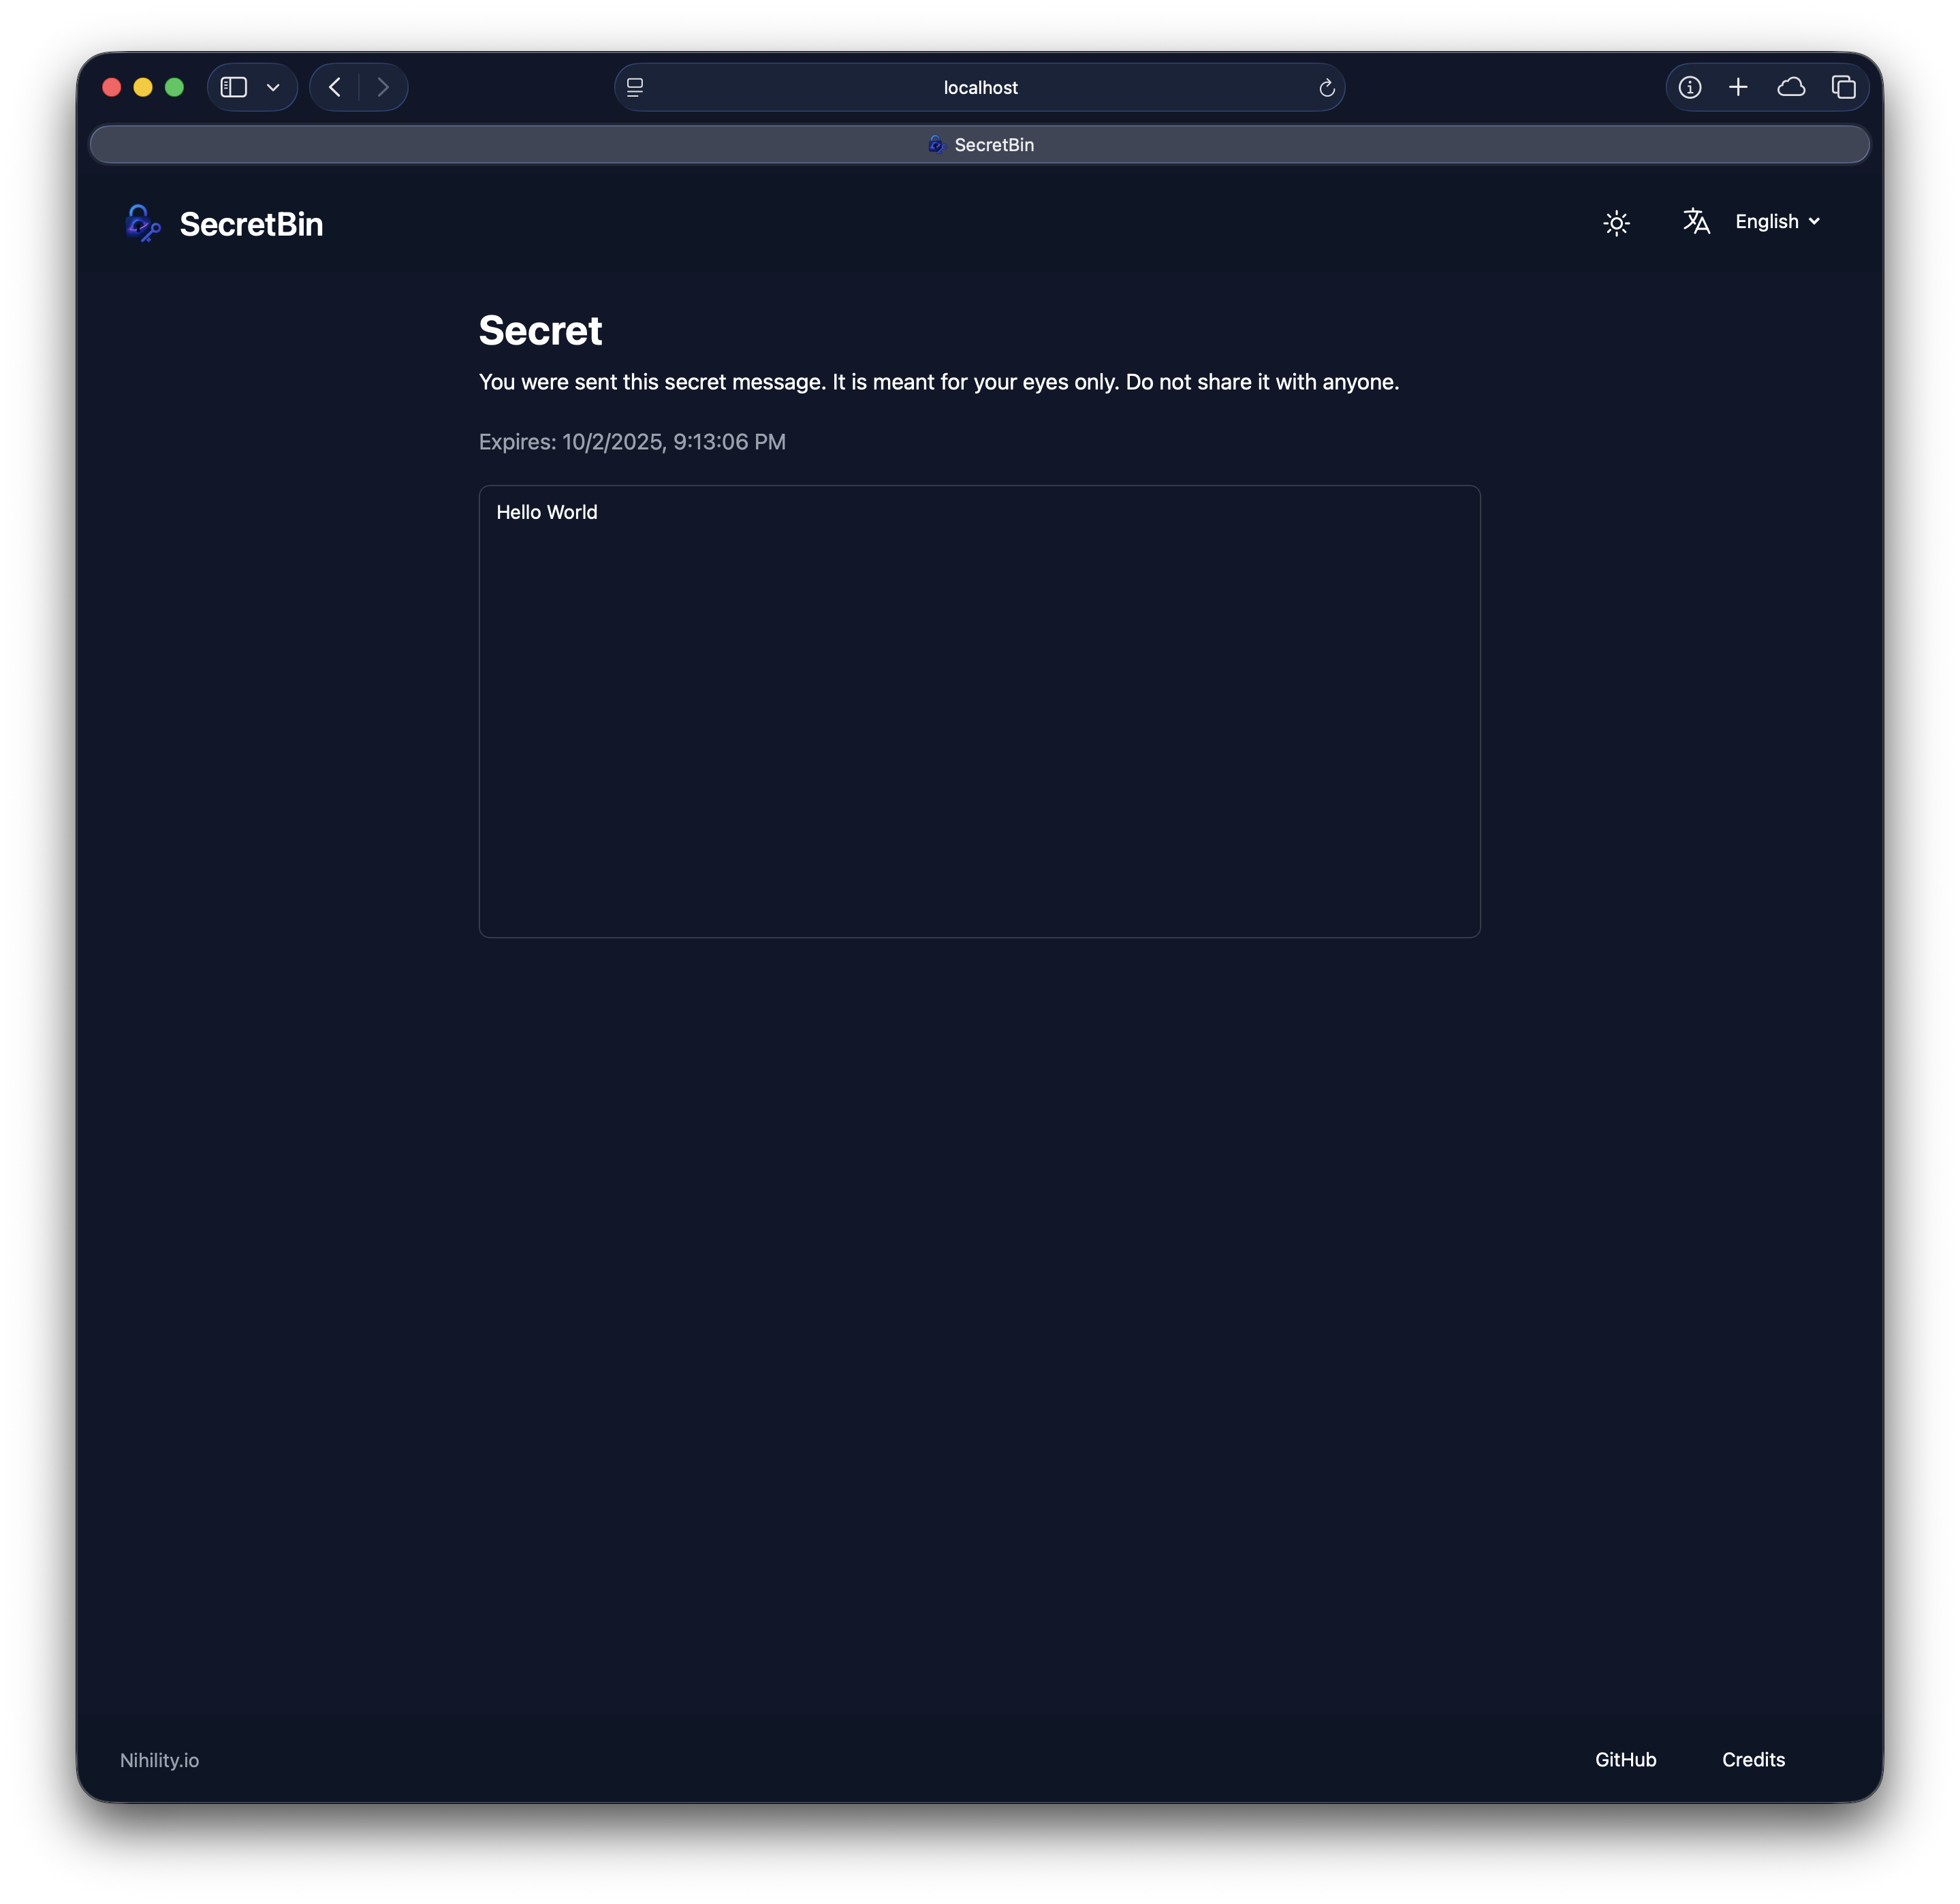 localhost
SecretBin
SecretBin
English
Secret
You were sent this secret message. It is meant for your eyes only. Do not share it with anyone.
Expires: 10/2/2025, 9:13:06 PM
Hello World
Nihility.io
GitHub
Credits